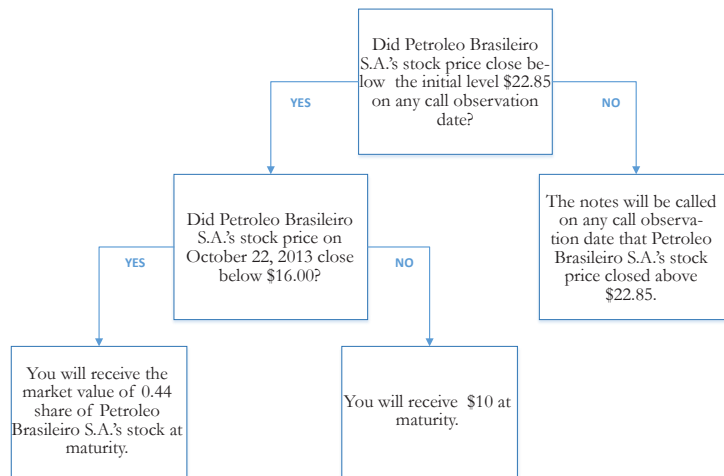 Did Petroleo Brasileiro
S.A.'s stock price close be-
low the initial level $22.85
on any call observation
date?
YES
NO
Did Petroleo Brasileiro
S.A.'s stock price on
October 22, 2013 close
below $16.00?
The notes will be called
on any call observa-
tion date that Petroleo
Brasileiro S.A.'s stock
price closed above
$22.85.
YES
NO
You will receive the
market value of 0.44
share of Petroleo
Brasileiro S.A.'s stock at
maturity.
You will receive $10 at
maturity.